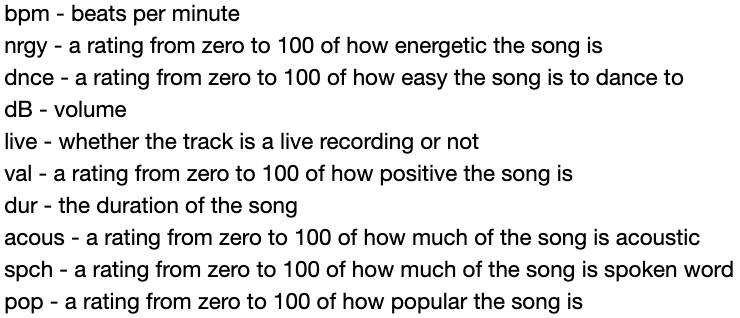 bpm - beats per minute
nrgy - a rating from zero to 100 of how energetic the song is
dnce - a rating from zero to 100 of how easy the song is to dance to
dB - volume
live - whether the track is a live recording or not
val - a rating from zero to 100 of how positive the song is
dur - the duration of the song
acous - a rating from zero to 100 of how much of the song is acoustic
spch - a rating from zero to 100 of how much of the song is spoken word
pop - a rating from zero to 100 of how popular the song is